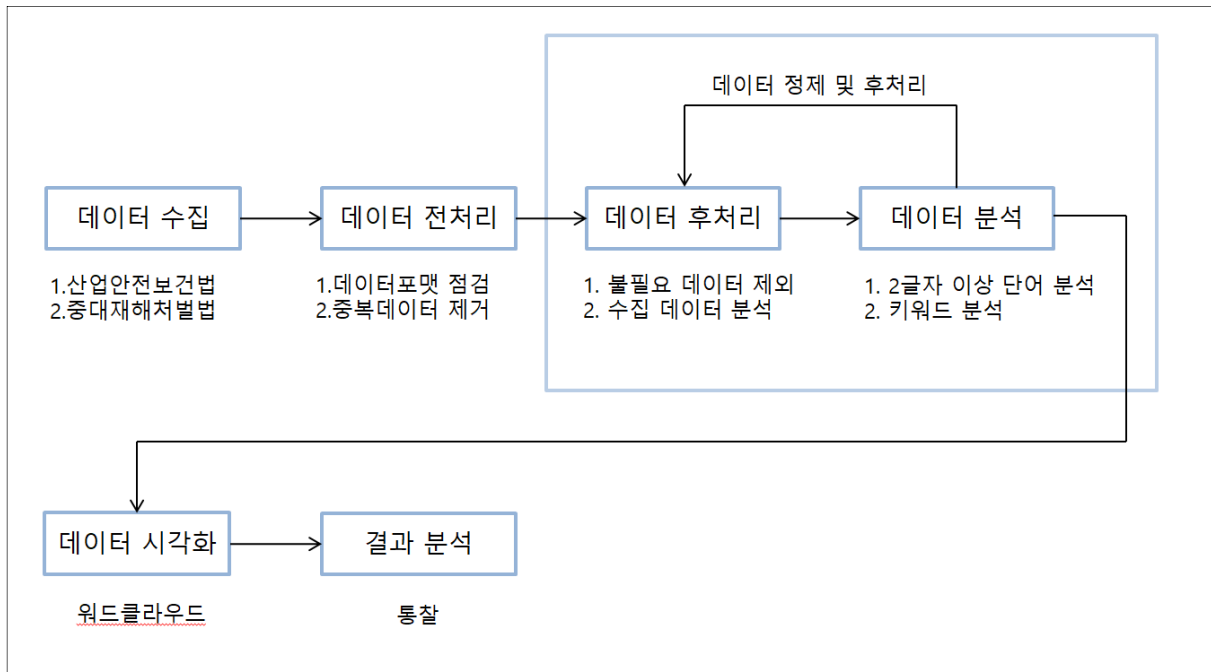 데이터 정제 및 후처리
데이터 수집
데이터 전처리
데이터 후처리
데이터 분석
1.산업안전보건법
2.중대재해처벌법
1.데이터포맷 점검
2.중복데이터 제거
1. 불필요 데이터 제외
2. 수집 데이터 분석
1. 2글자 이상 단어 분석
2. 키워드 분석
데이터 시각화
결과 분석
워드클라우드
통찰